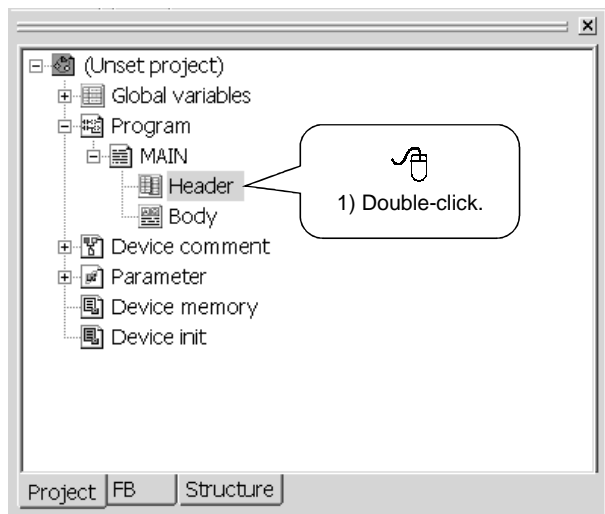 (Unset project)
Global variables
Program
MAIN
Header
1) Double-click.
Body
Device comment
Parameter
Device memory
Device init
Project FB Structure